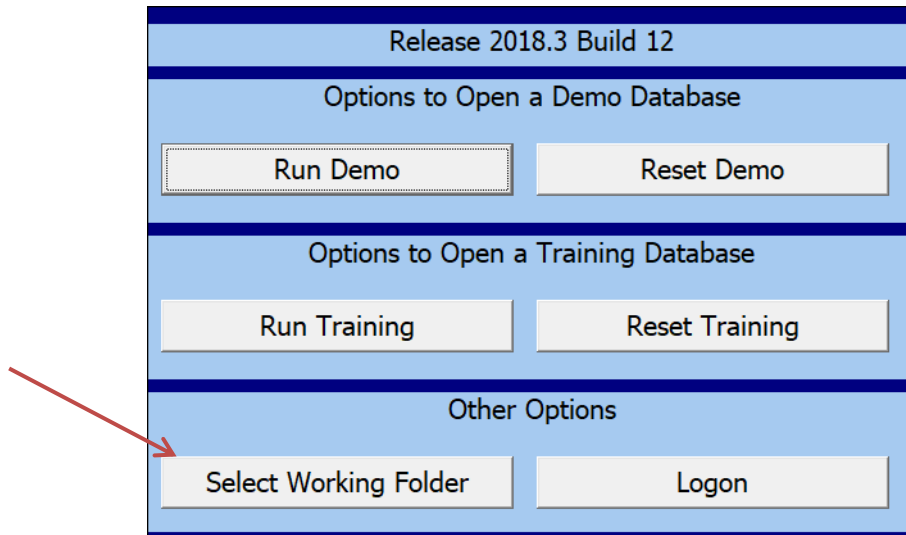 Release 2018.3 Build 12
Options to Open a Demo Database
Run Demo
Reset Demo
Options to Open a Training Database
Run Training
Reset Training
Other Options
Select Working Folder
Logon